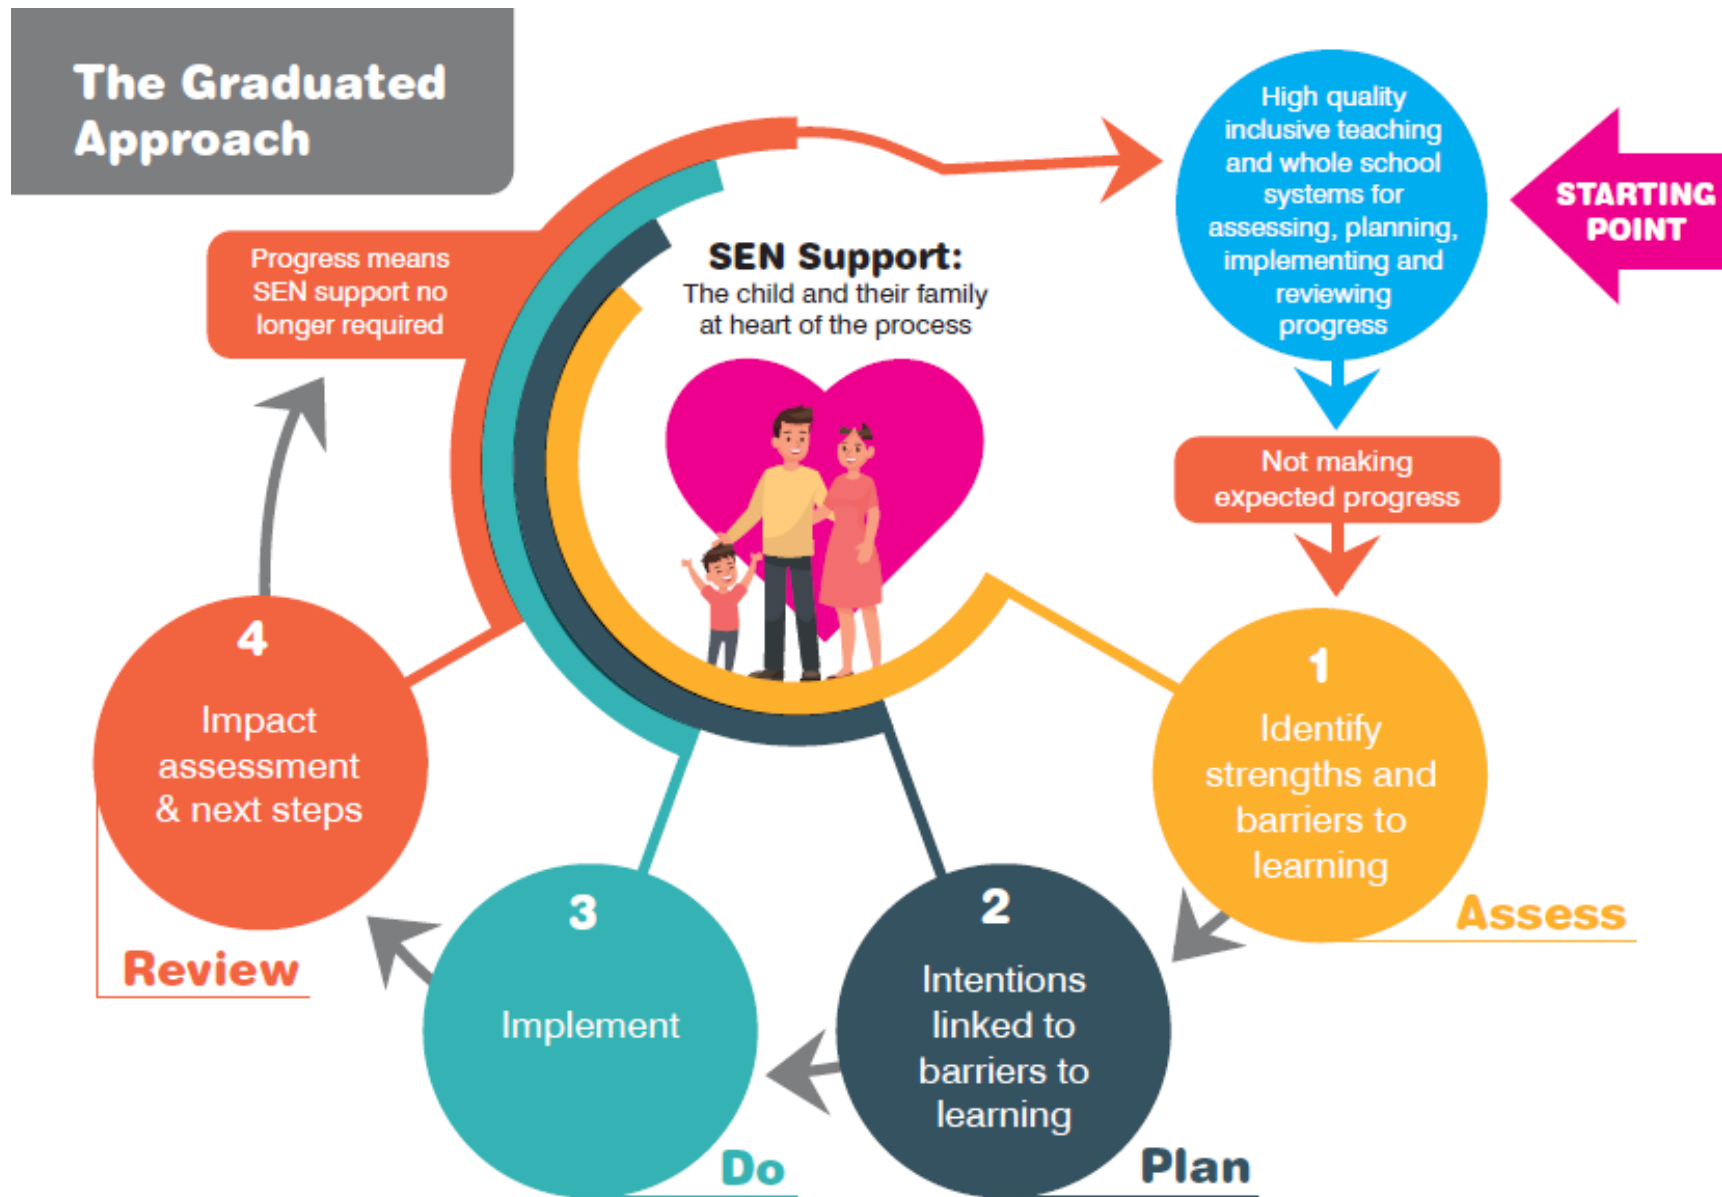 The Graduated
Approach
High quality
inclusive teaching
and whole school
systems for
assessing, planning,
implementing and
reviewing
progress
STARTING
POINT
Progress means
SEN support no
longer required
SEN Support:
The child and their family
at heart of the process
Not making
expected progress
1
Identify
strengths and
barriers to
learning
Assess
2
Intentions
linked to
barriers to
learning
Plan
3
Implement
Do
4
Impact
assessment
& next steps
Review